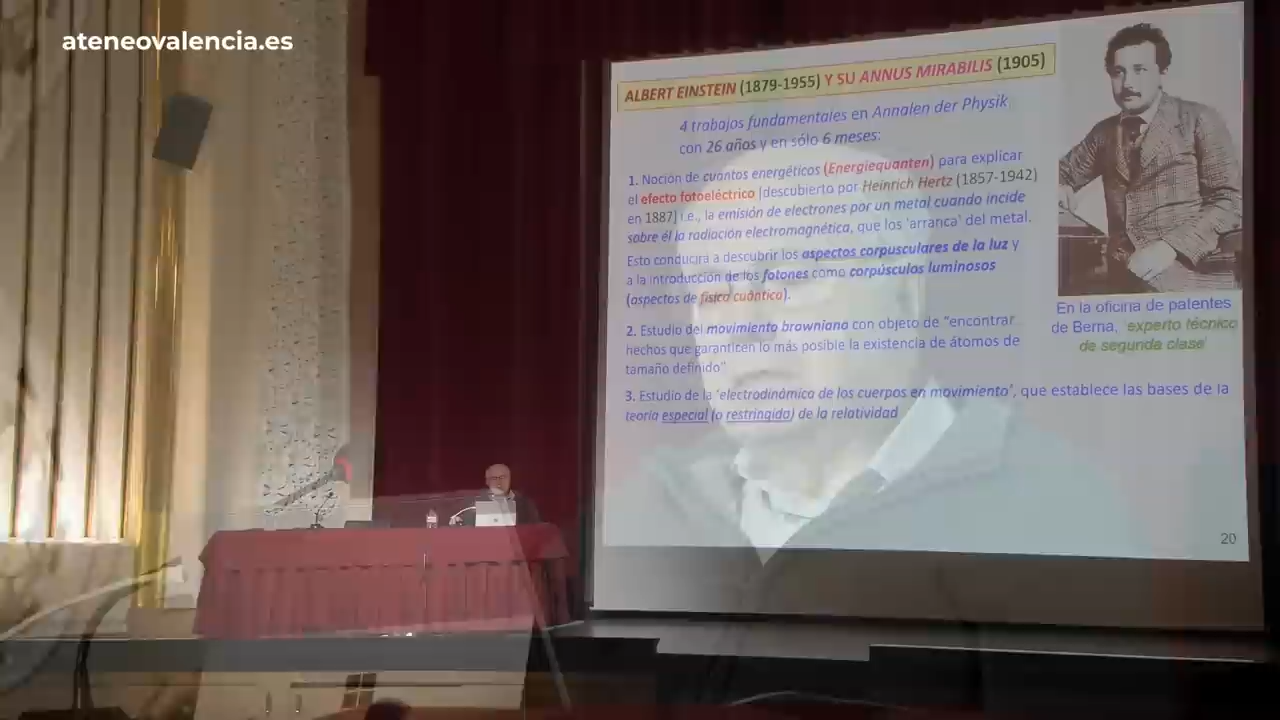 ateneovalencia.es
ALBERT EINSTEIN (1879-1955) Y SU ANNUS MIRABILIS (1905)
4 trabajos fundamentales en Annalen der Physik
con 26 años y en sólo 6 meses:
1. Noción de cuantos energéticos (Energiequanten) para explicar
el efecto fotoeléctrico [descubierto por Heinrich Hertz (1857-1942)
en 1887] i.e., la emisión de electrones por un metal cuando incide
sobre él la radiación electromagnética, que los 'arranca' del metal.
Esto conducirá a descubrir los aspectos corpusculares de la luz y
a la introducción de los fotones como corpúsculos luminosos
(aspectos de física cuántica).
2. Estudio del movimiento browniano con objeto de "encontrar
hechos que garanticen lo más posible la existencia de átomos de
tamaño definido"
3. Estudio de la 'electrodinámica de los cuerpos en movimiento', que establece las bases de la
teoría especial (o restringida) de la relatividad
En la oficina de patentes
de Berna, 'experto técnico
de segunda clase'
20